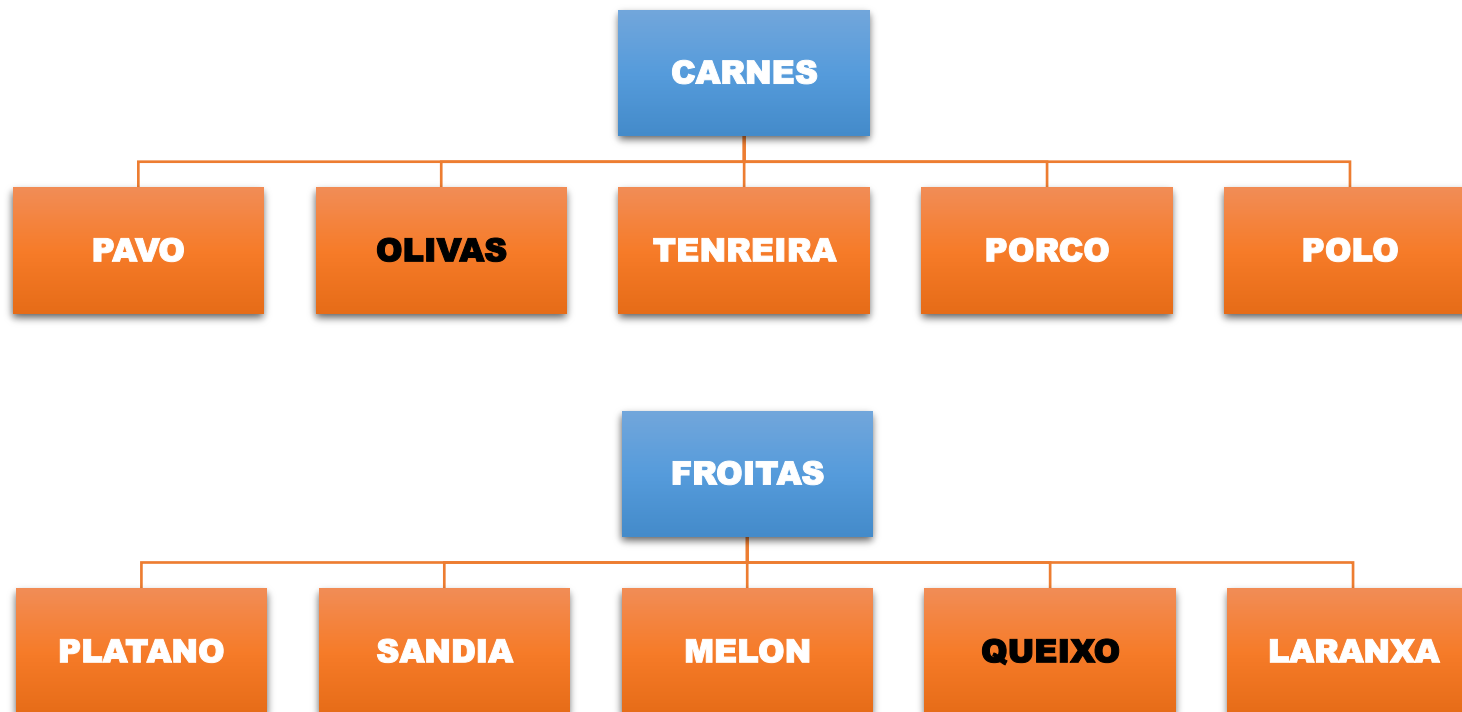 CARNES
PAVO
OLIVAS
TENREIRA
PORCO
POLO
FROITAS
PLATANO
SANDIA
MELON
QUEIXO
LARANXA